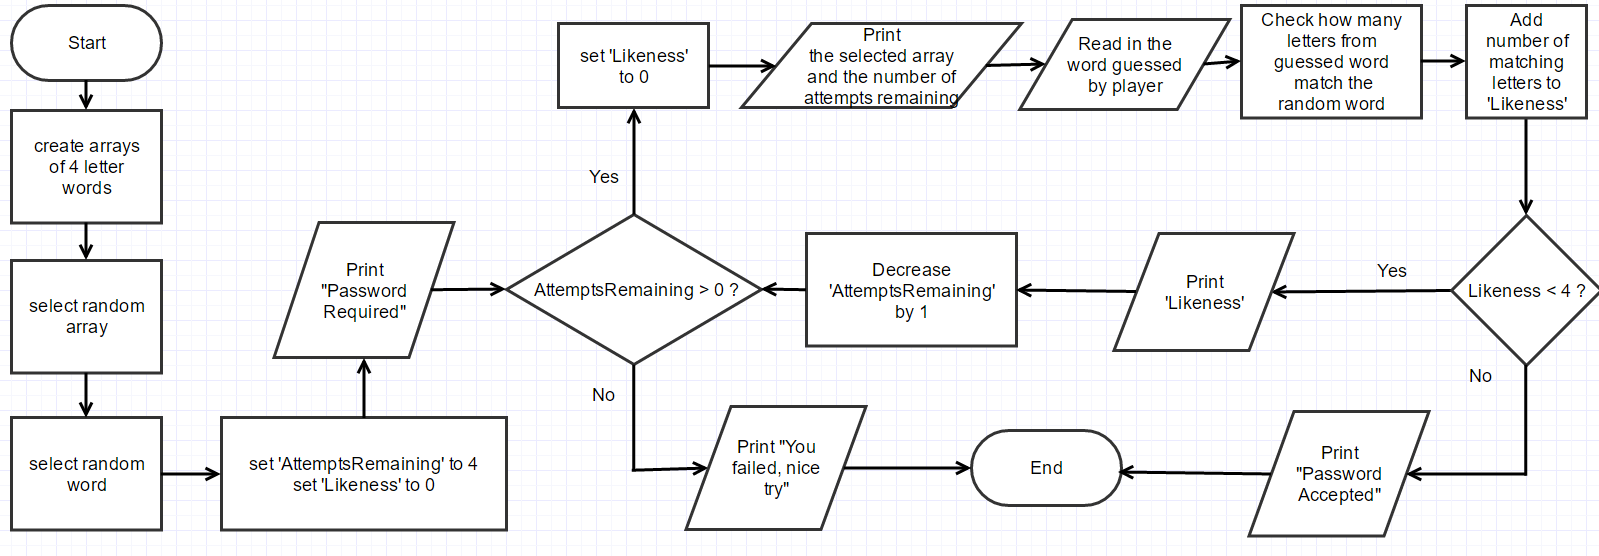 Start
create arrays
of 4 letter
words
select random
array
select random
word
set 'AttemptsRemaining' to 4
set 'Likeness' to 0
Print
"Password
Required"
AttemptsRemaining > 0 ?
Yes
set 'Likeness'
to 0
Print
the selected array
and the number of
attempts remaining
Read in the
word guessed
by player
Check how many
letters from
guessed word
match the
random word
Add
number of
matching
letters to
'Likeness'
Likeness < 4 ?
Yes
Print
'Likeness'
Decrease
'AttemptsRemaining'
by 1
No
Print
"Password
Accepted"
No
Print "You
failed, nice
try"
End